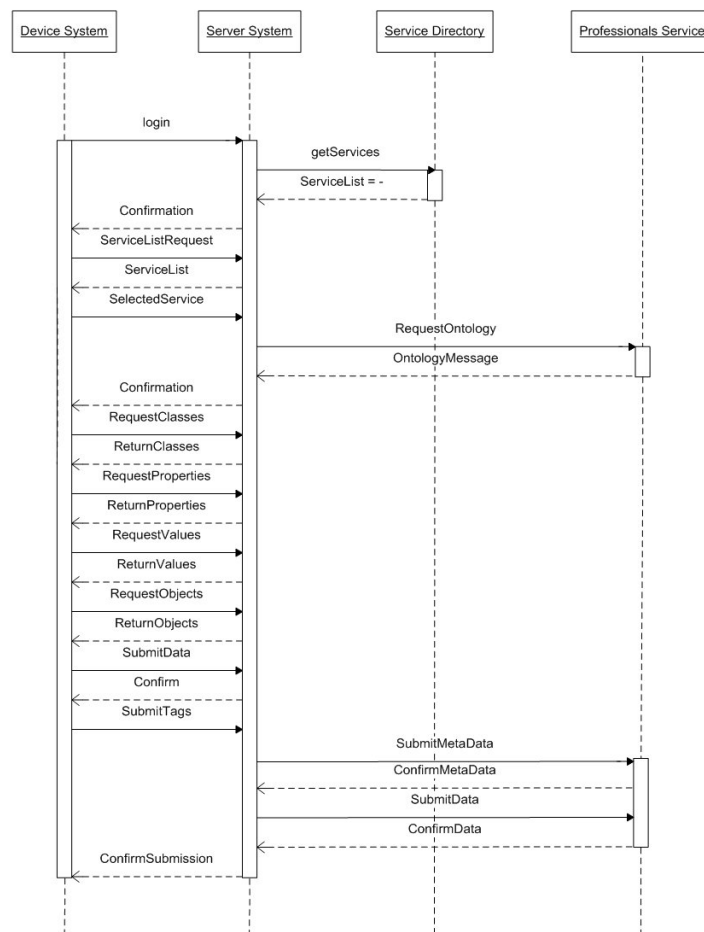 Device System
Server System
Service Directory
Professionals Service
login
getServices
ServiceList = -
Confirmation
ServiceListRequest
ServiceList
SelectedService
RequestOntology
OntologyMessage
Confirmation
RequestClasses
ReturnClasses
RequestProperties
ReturnProperties
RequestValues
ReturnValues
RequestObjects
ReturnObjects
SubmitData
Confirm
SubmitTags
SubmitMetaData
ConfirmMetaData
SubmitData
ConfirmData
ConfirmSubmission